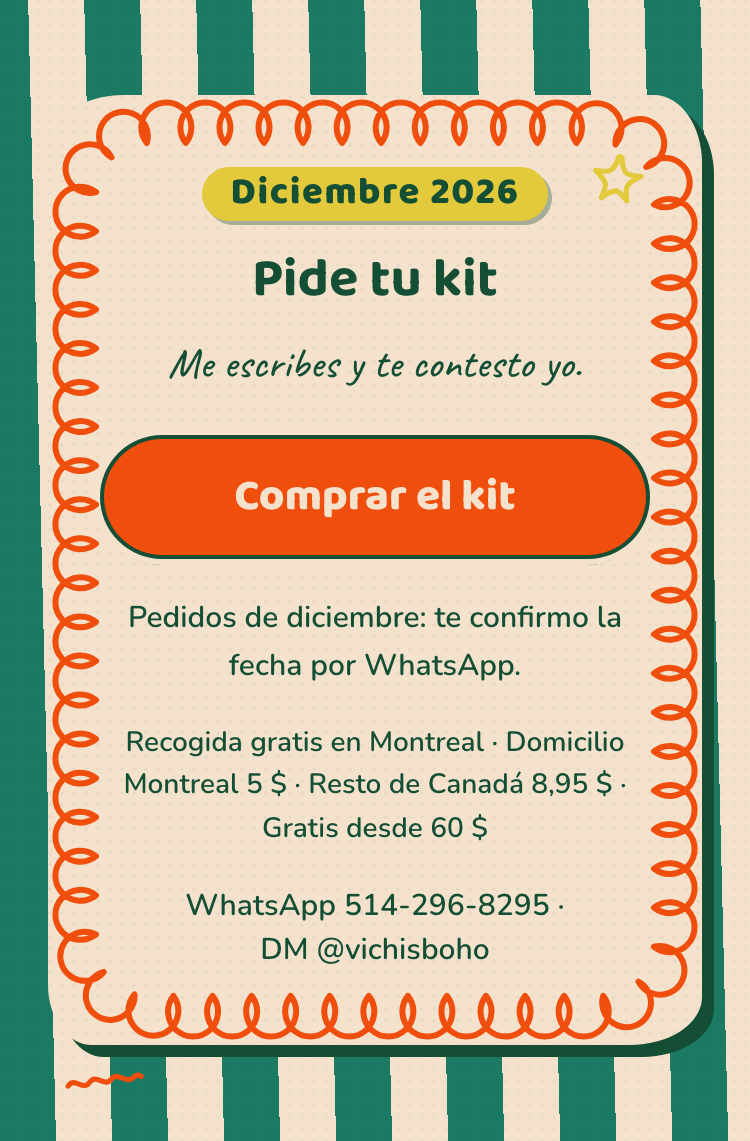 Diciembre 2026
Pide tu kit
Me escribes y te contesto yo.
Comprar el kit
Pedidos de diciembre: te confirmo la
fecha por WhatsApp.
Recogida gratis en Montreal · Domicilio
Montreal 5 $ · Resto de Canadá 8,95 $ ·
Gratis desde 60 $
WhatsApp 514-296-8295 ·
DM @vichisboho